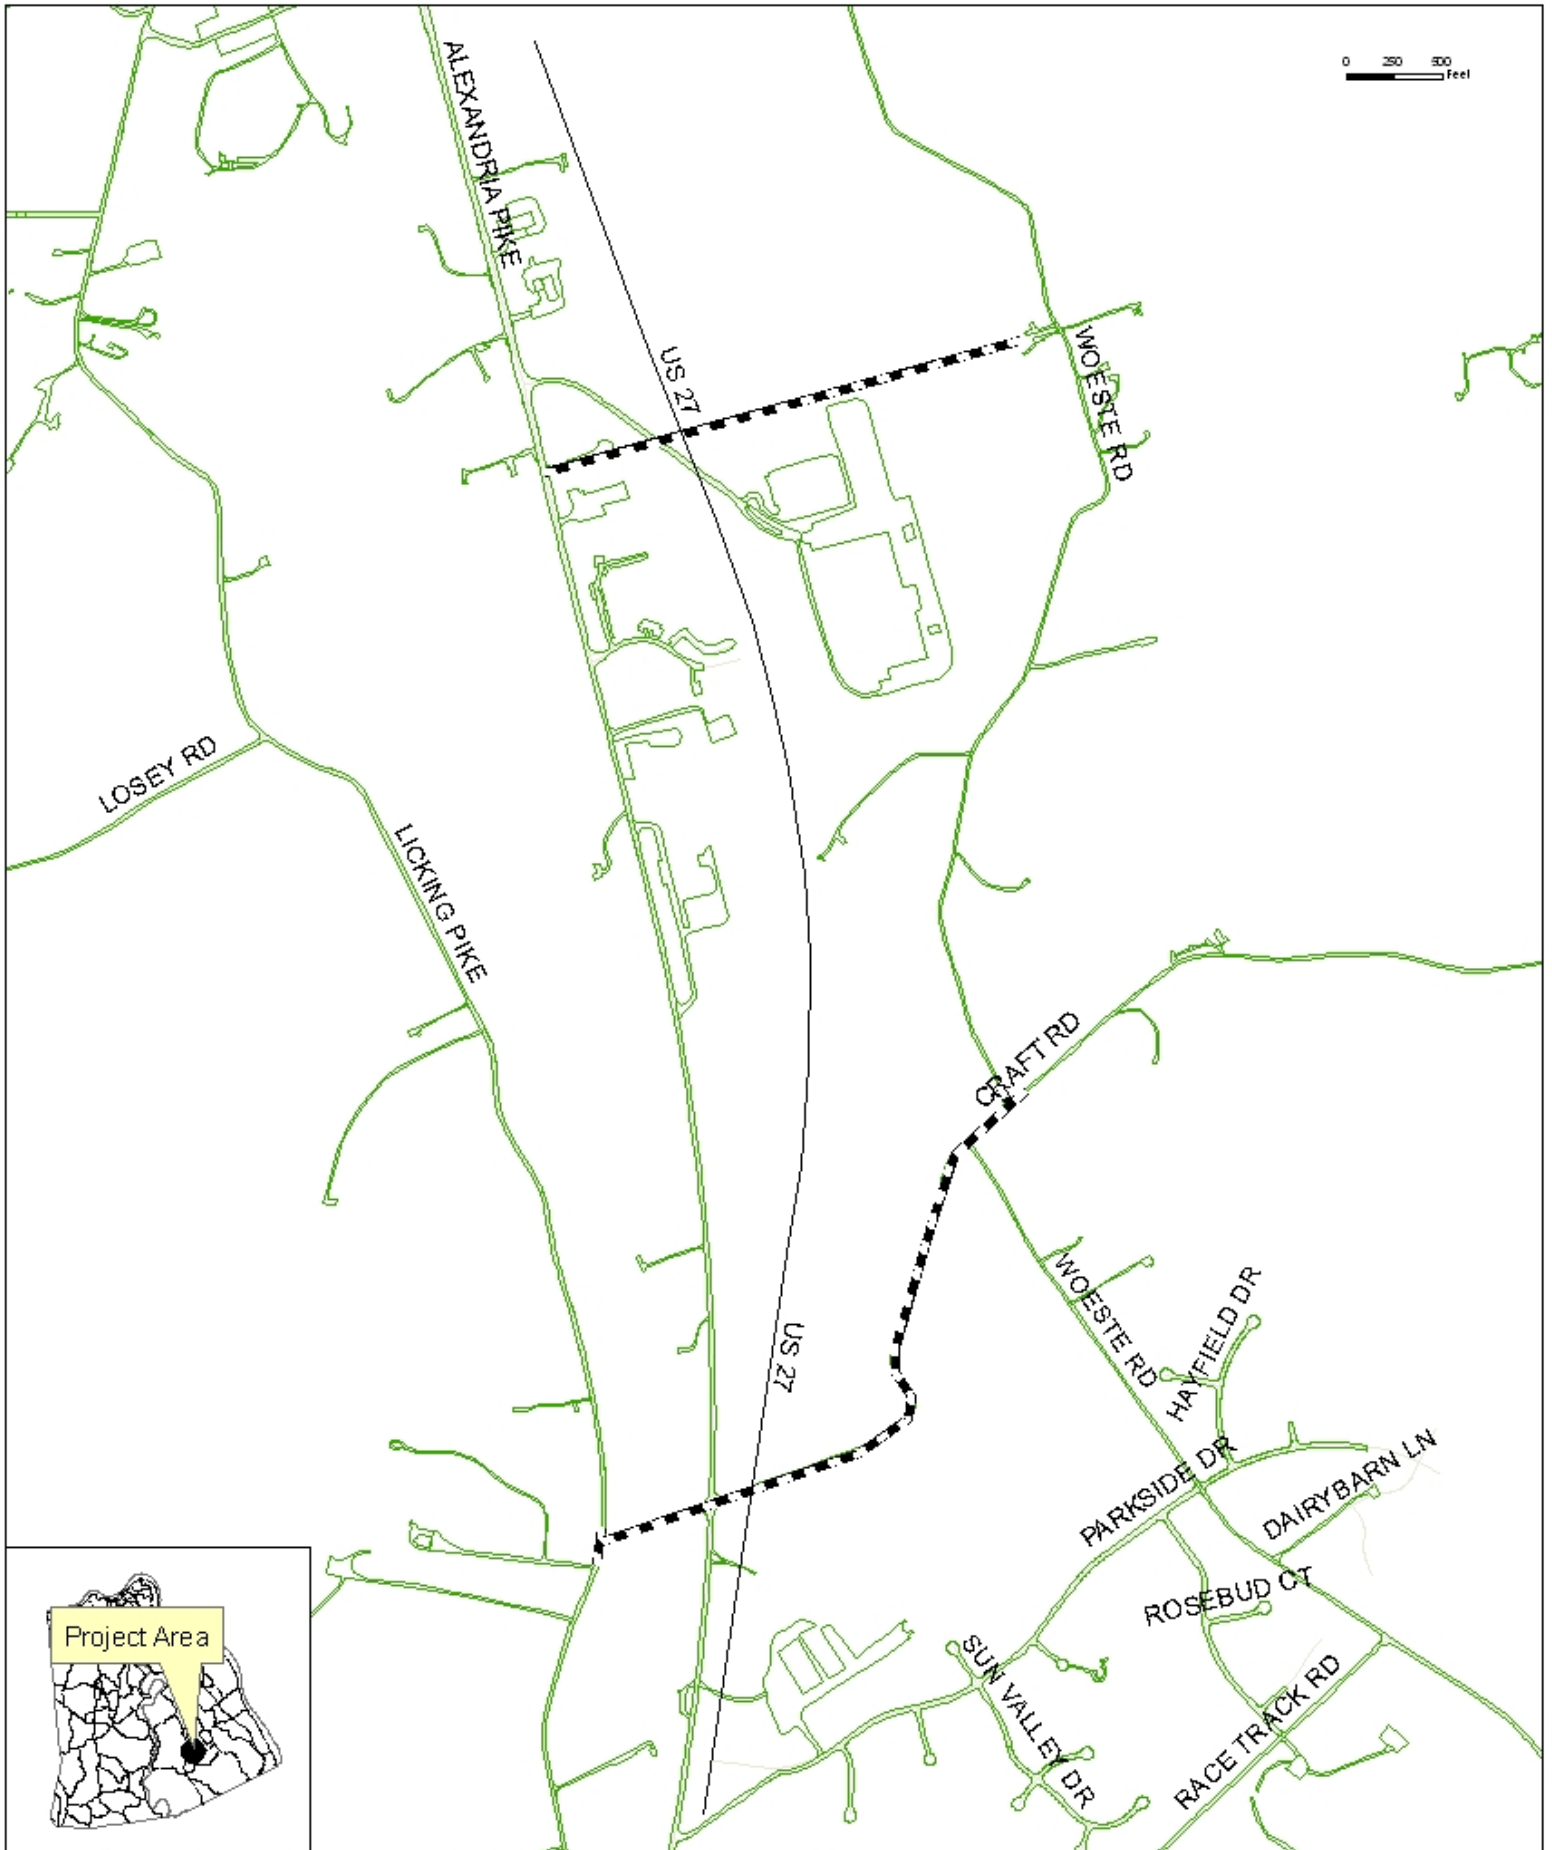 0 250 500
Feet
ALEXANDRIA PIKE
US 27
WOESTE RD
LOSEY RD
LICKING PIKE
CRAFT RD
US 27
WOESTE RD
HAYFIELD DR
PARKSIDE DR
DAIRYBARN LN
ROSEBUD CT
SUN VALLEY DR
RACE TRACK RD
Project Area